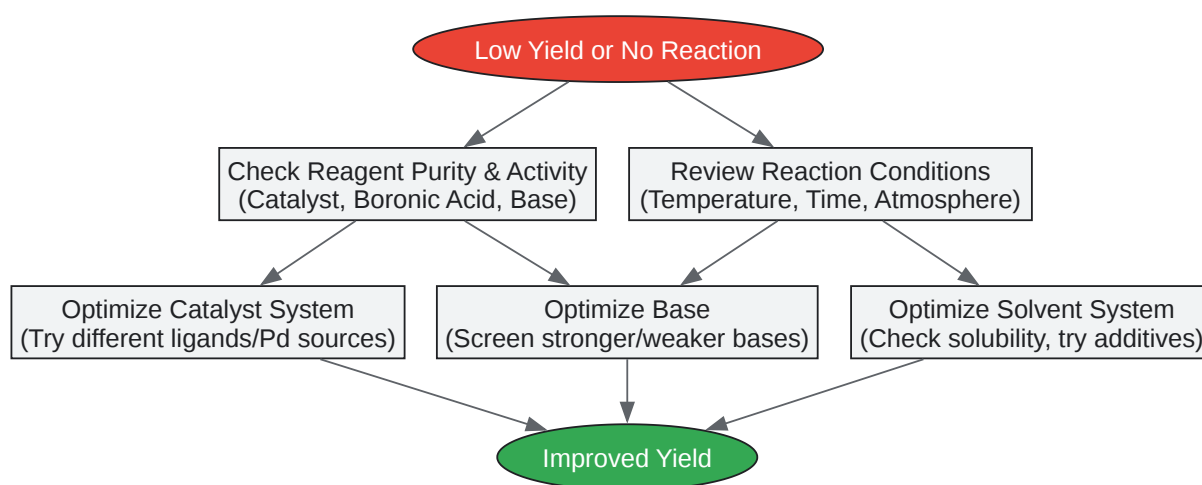 Low Yield or No Reaction
Check Reagent Purity & Activity
(Catalyst, Boronic Acid, Base)
Review Reaction Conditions
(Temperature, Time, Atmosphere)
Optimize Catalyst System
(Try different ligands/Pd sources)
Optimize Base
(Screen stronger/weaker bases)
Optimize Solvent System
(Check solubility, try additives)
Improved Yield